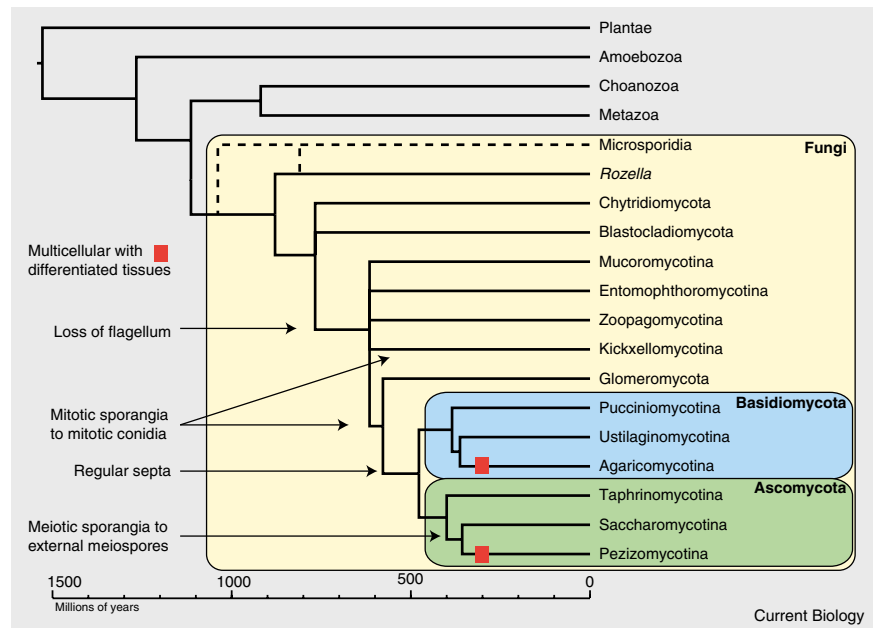 Plantae
Amoebozoa
Choanozoa
Metazoa
Microsporidia
Fungi
Rozella
Chytridiomycota
Blastocladiomycota
Multicellular with
differentiated tissues
Mucoromycotina
Entomophthoromycotina
Loss of flagellum
Zoopagomycotina
Kickxellomycotina
Glomeromycota
Mitotic sporangia
to mitotic conidia
Pucciniomycotina
Basidiomycota
Ustilaginomycotina
Regular septa
Agaricomycotina
Ascomycota
Taphrinomycotina
Meiotic sporangia to
external meiospores
Saccharomycotina
Pezizomycotina
1500 1000 500 0
Millions of years
Current Biology